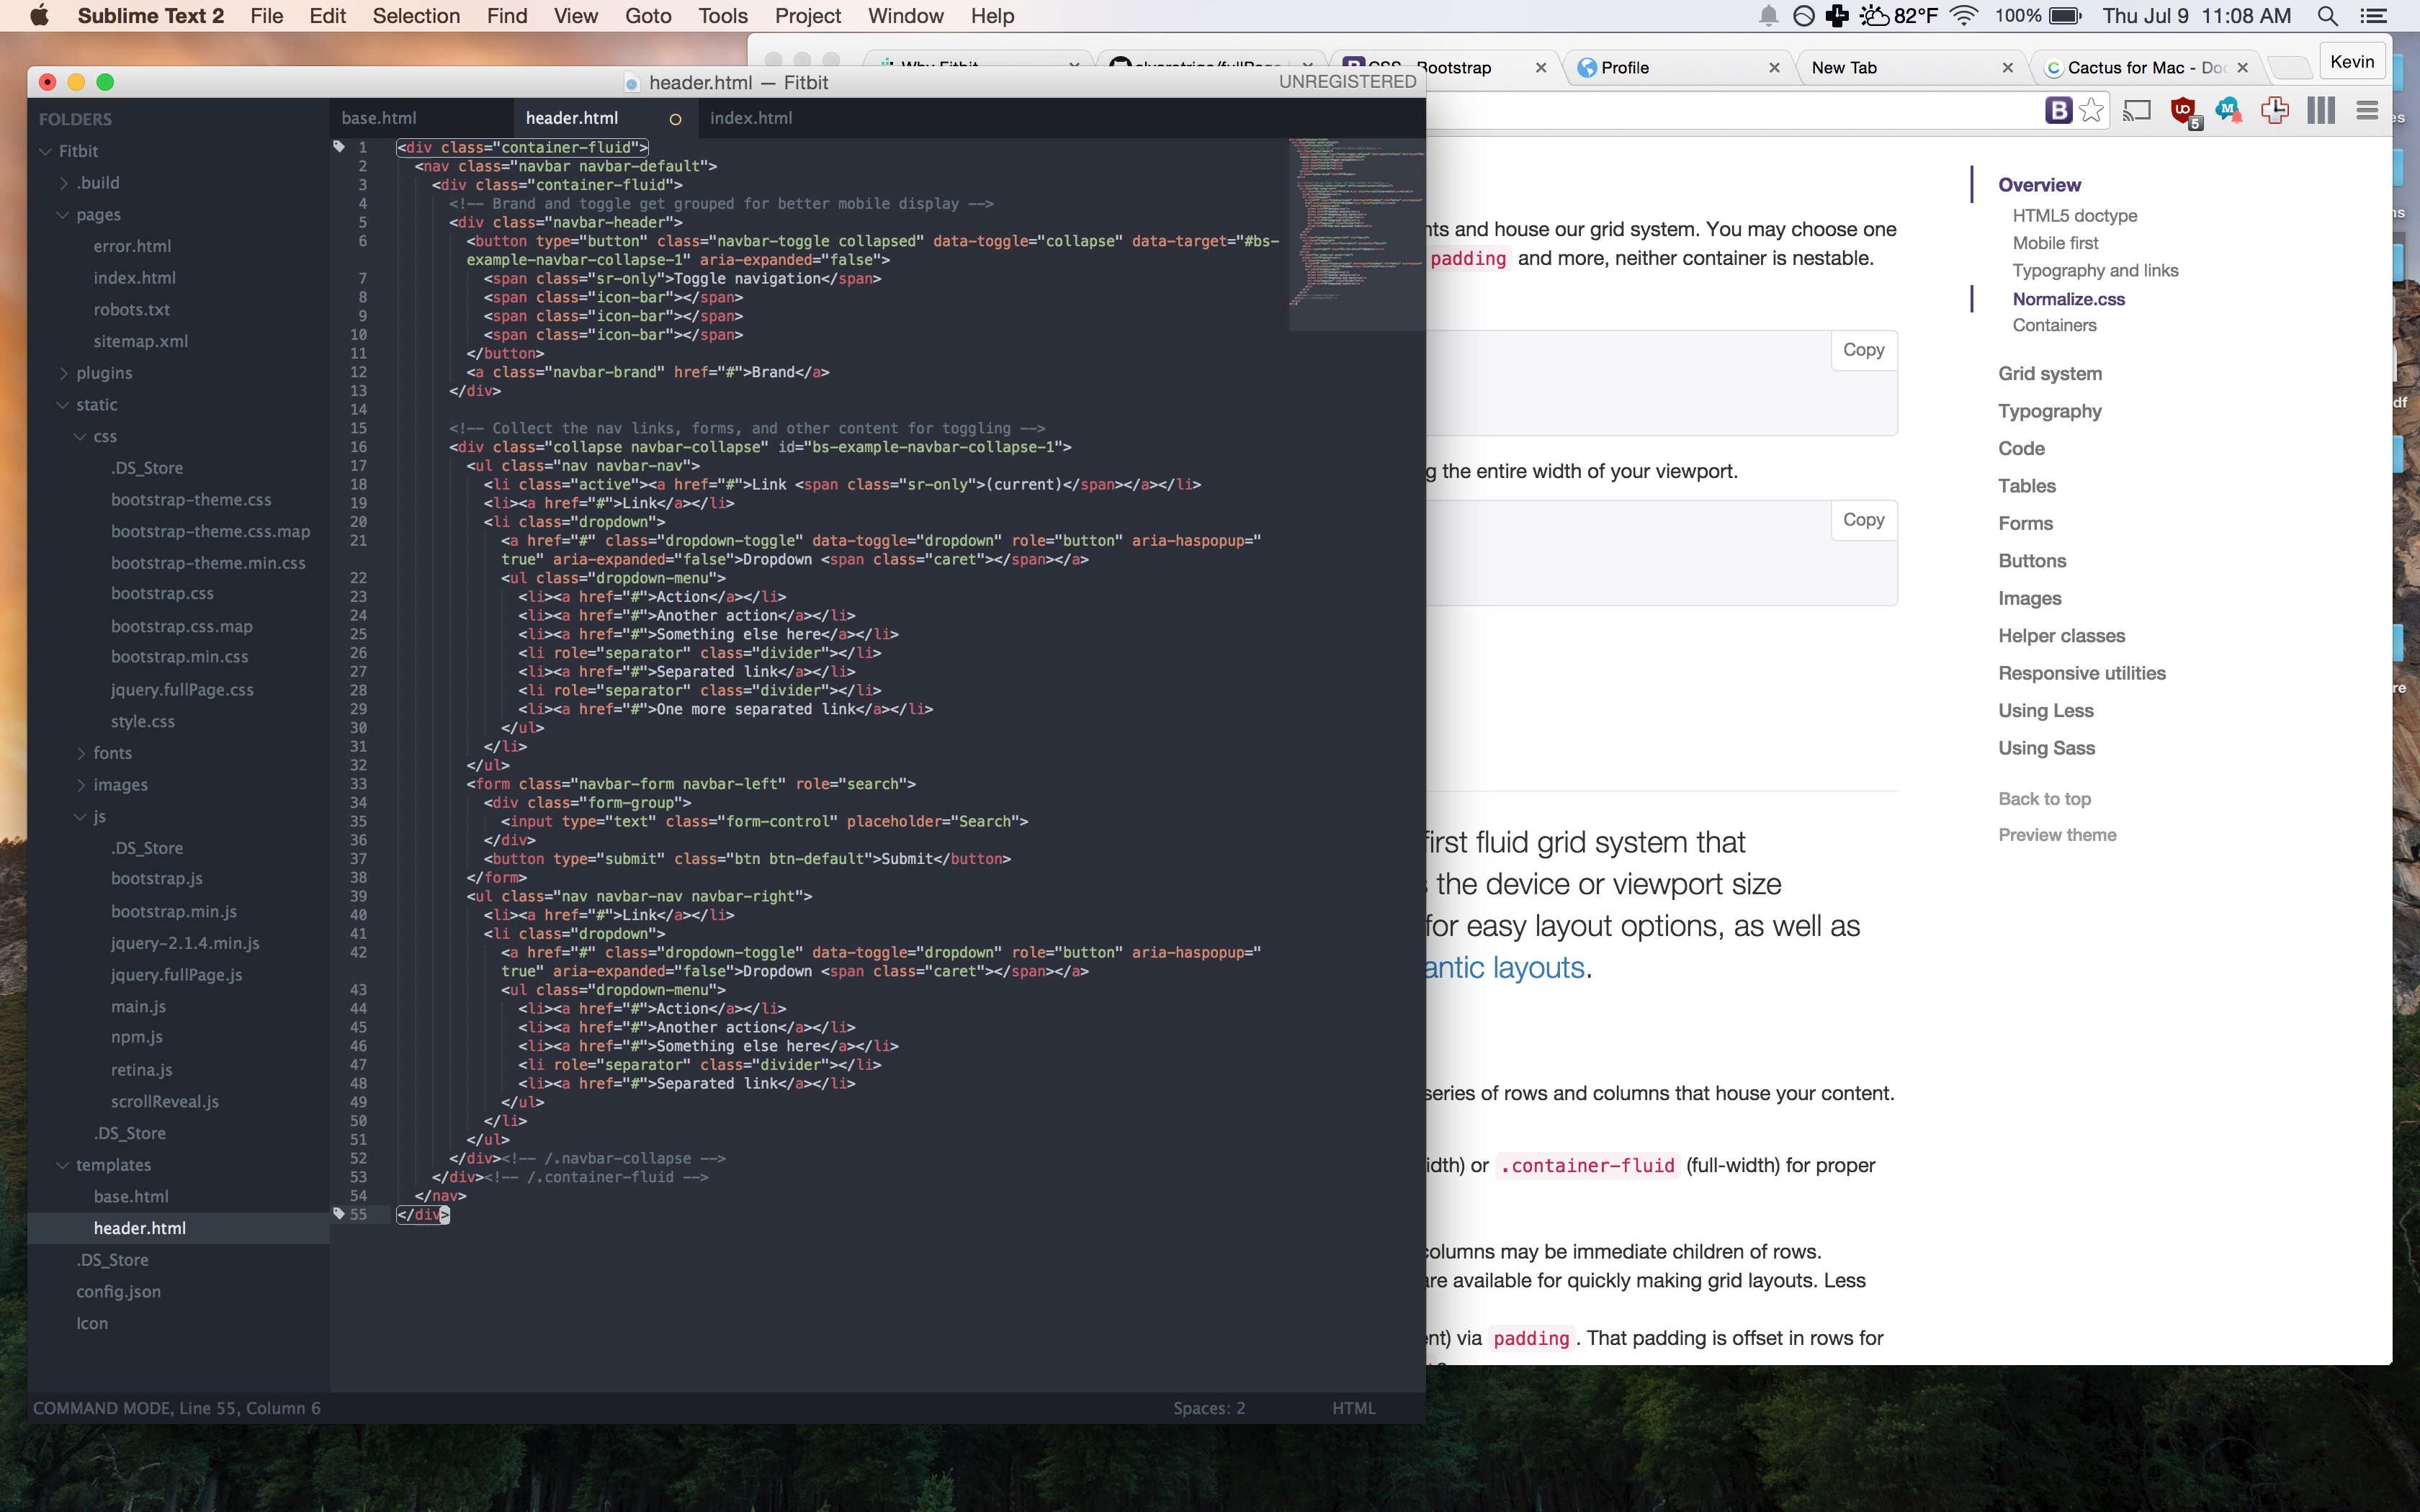 Sublime Text 2 File Edit Selection Find View Goto Tools Project Window Help
82°F 100% Thu Jul 9 11:08 AM
Why Fitbit
alvarotrigo/fullPage
CSS · Bootstrap
Profile
New Tab
Cactus for Mac - Doc
Kevin
header.html — Fitbit
UNREGISTERED
FOLDERS
Fitbit
.build
pages
error.html
index.html
robots.txt
sitemap.xml
plugins
static
css
.DS_Store
bootstrap-theme.css
bootstrap-theme.css.map
bootstrap-theme.min.css
bootstrap.css
bootstrap.css.map
bootstrap.min.css
jquery.fullPage.css
style.css
fonts
images
js
.DS_Store
bootstrap.js
bootstrap.min.js
jquery-2.1.4.min.js
jquery.fullPage.js
main.js
npm.js
retina.js
scrollReveal.js
.DS_Store
templates
base.html
header.html
.DS_Store
config.json
Icon
base.html
header.html
index.html
1 <div class="container-fluid">
2 <nav class="navbar navbar-default">
3 <div class="container-fluid">
4 <!-- Brand and toggle get grouped for better mobile display -->
5 <div class="navbar-header">
6 <button type="button" class="navbar-toggle collapsed" data-toggle="collapse" data-target="#bs-
example-navbar-collapse-1" aria-expanded="false">
7 <span class="sr-only">Toggle navigation</span>
8 <span class="icon-bar"></span>
9 <span class="icon-bar"></span>
10 <span class="icon-bar"></span>
11 </button>
12 <a class="navbar-brand" href="#">Brand</a>
13 </div>
14
15 <!-- Collect the nav links, forms, and other content for toggling -->
16 <div class="collapse navbar-collapse" id="bs-example-navbar-collapse-1">
17 <ul class="nav navbar-nav">
18 <li class="active"><a href="#">Link <span class="sr-only">(current)</span></a></li>
19 <li><a href="#">Link</a></li>
20 <li class="dropdown">
21 <a href="#" class="dropdown-toggle" data-toggle="dropdown" role="button" aria-haspopup="
true" aria-expanded="false">Dropdown <span class="caret"></span></a>
22 <ul class="dropdown-menu">
23 <li><a href="#">Action</a></li>
24 <li><a href="#">Another action</a></li>
25 <li><a href="#">Something else here</a></li>
26 <li role="separator" class="divider"></li>
27 <li><a href="#">Separated link</a></li>
28 <li role="separator" class="divider"></li>
29 <li><a href="#">One more separated link</a></li>
30 </ul>
31 </li>
32 </ul>
33 <form class="navbar-form navbar-left" role="search">
34 <div class="form-group">
35 <input type="text" class="form-control" placeholder="Search">
36 </div>
37 <button type="submit" class="btn btn-default">Submit</button>
38 </form>
39 <ul class="nav navbar-nav navbar-right">
40 <li><a href="#">Link</a></li>
41 <li class="dropdown">
42 <a href="#" class="dropdown-toggle" data-toggle="dropdown" role="button" aria-haspopup="
true" aria-expanded="false">Dropdown <span class="caret"></span></a>
43 <ul class="dropdown-menu">
44 <li><a href="#">Action</a></li>
45 <li><a href="#">Another action</a></li>
46 <li><a href="#">Something else here</a></li>
47 <li role="separator" class="divider"></li>
48 <li><a href="#">Separated link</a></li>
49 </ul>
50 </li>
51 </ul>
52 </div><!-- /.navbar-collapse -->
53 </div><!-- /.container-fluid -->
54 </nav>
55 </div>
COMMAND MODE, Line 55, Column 6
Spaces: 2
HTML
B
5
M
nts and house our grid system. You may choose one
padding and more, neither container is nestable.
Copy
g the entire width of your viewport.
Copy
first fluid grid system that
the device or viewport size
for easy layout options, as well as
antic layouts.
series of rows and columns that house your content.
idth) or .container-fluid (full-width) for proper
columns may be immediate children of rows.
are available for quickly making grid layouts. Less
ent) via padding. That padding is offset in rows for
Overview
HTML5 doctype
Mobile first
Typography and links
Normalize.css
Containers
Grid system
Typography
Code
Tables
Forms
Buttons
Images
Helper classes
Responsive utilities
Using Less
Using Sass
Back to top
Preview theme
es
ns
df
re